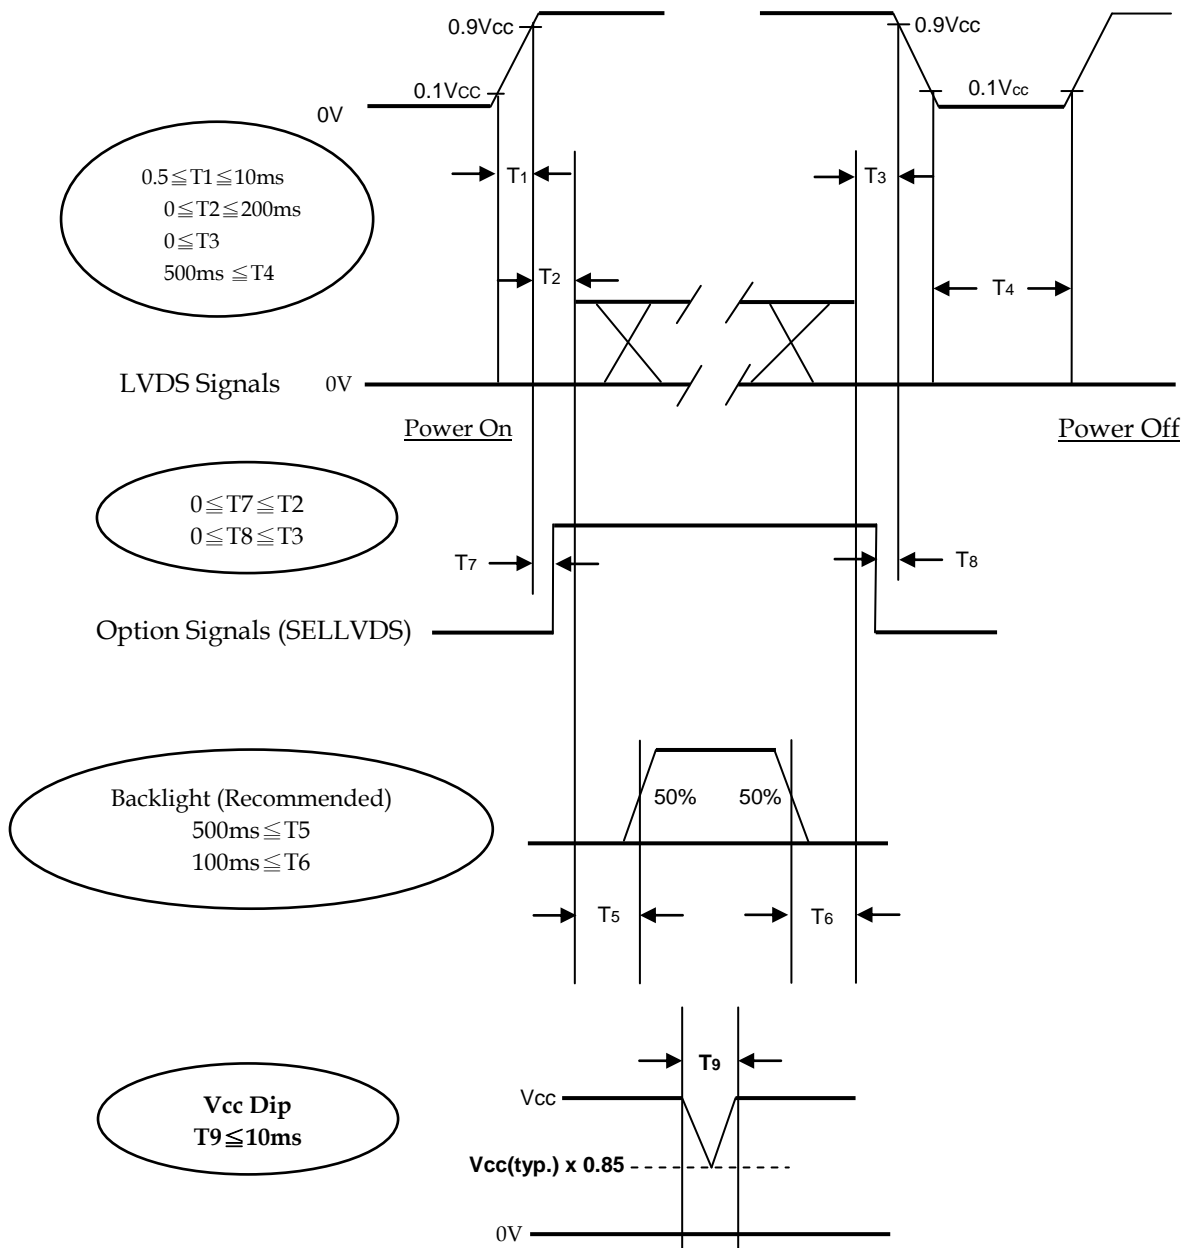 0.9Vcc
0.9Vcc
0.1Vcc
0.1Vcc
0V
0.5≦T1≦10ms
0≦T2≦200ms
0≦T3
500ms ≦T4
T1
T3
T2
T4
LVDS Signals
0V
Power On
Power Off
0≦T7≦T2
0≦T8≦T3
T7
T8
Option Signals (SELLVDS)
Backlight (Recommended)
500ms≦T5
100ms≦T6
50%
50%
T5
T6
T9
Vcc Dip
T9≦10ms
Vcc
Vcc(typ.) x 0.85
0V